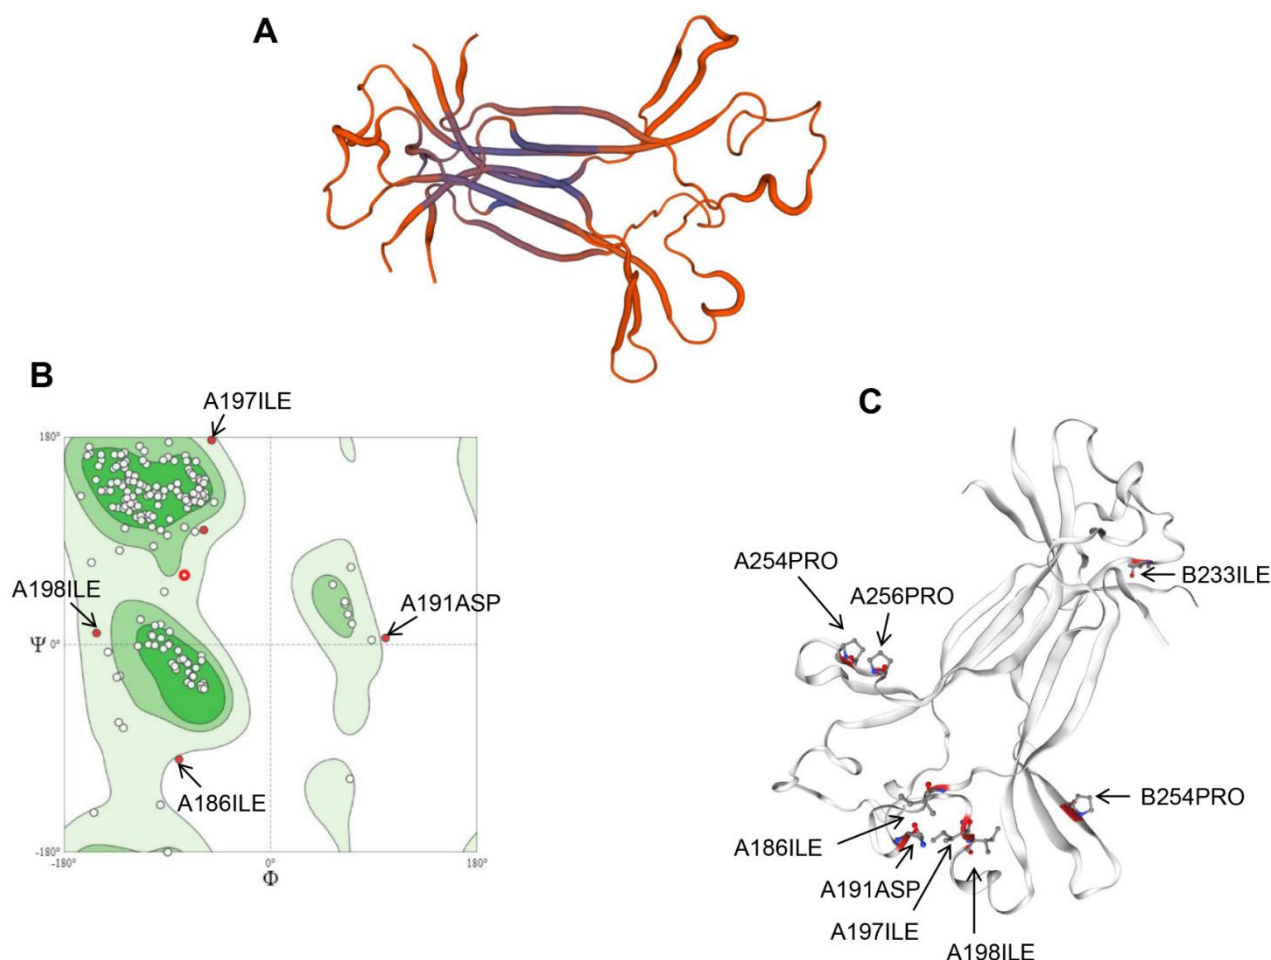 A
B
A197ILE
180°
A198ILE
A191ASP
Ψ 0°
A186ILE
-180°
-180° 0° 180°
Φ
C
A254PRO
A256PRO
B233ILE
B254PRO
A186ILE
A191ASP
A197ILE
A198ILE